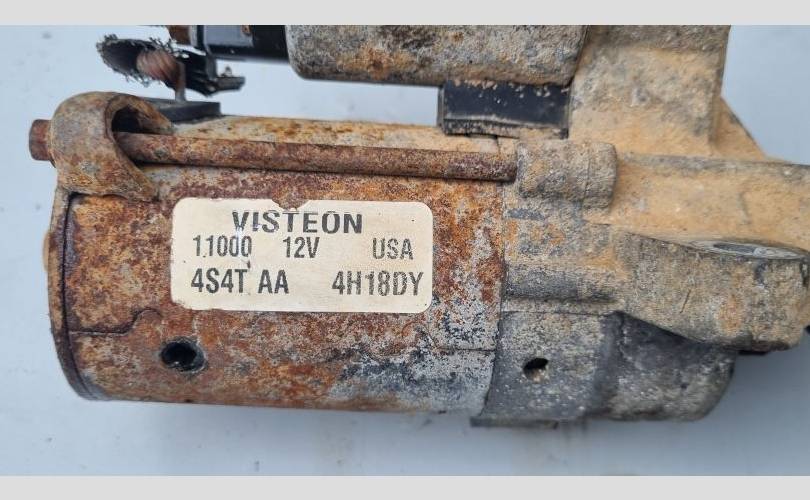 VISTEON
11000 12V USA
4S4T AA 4H18DY